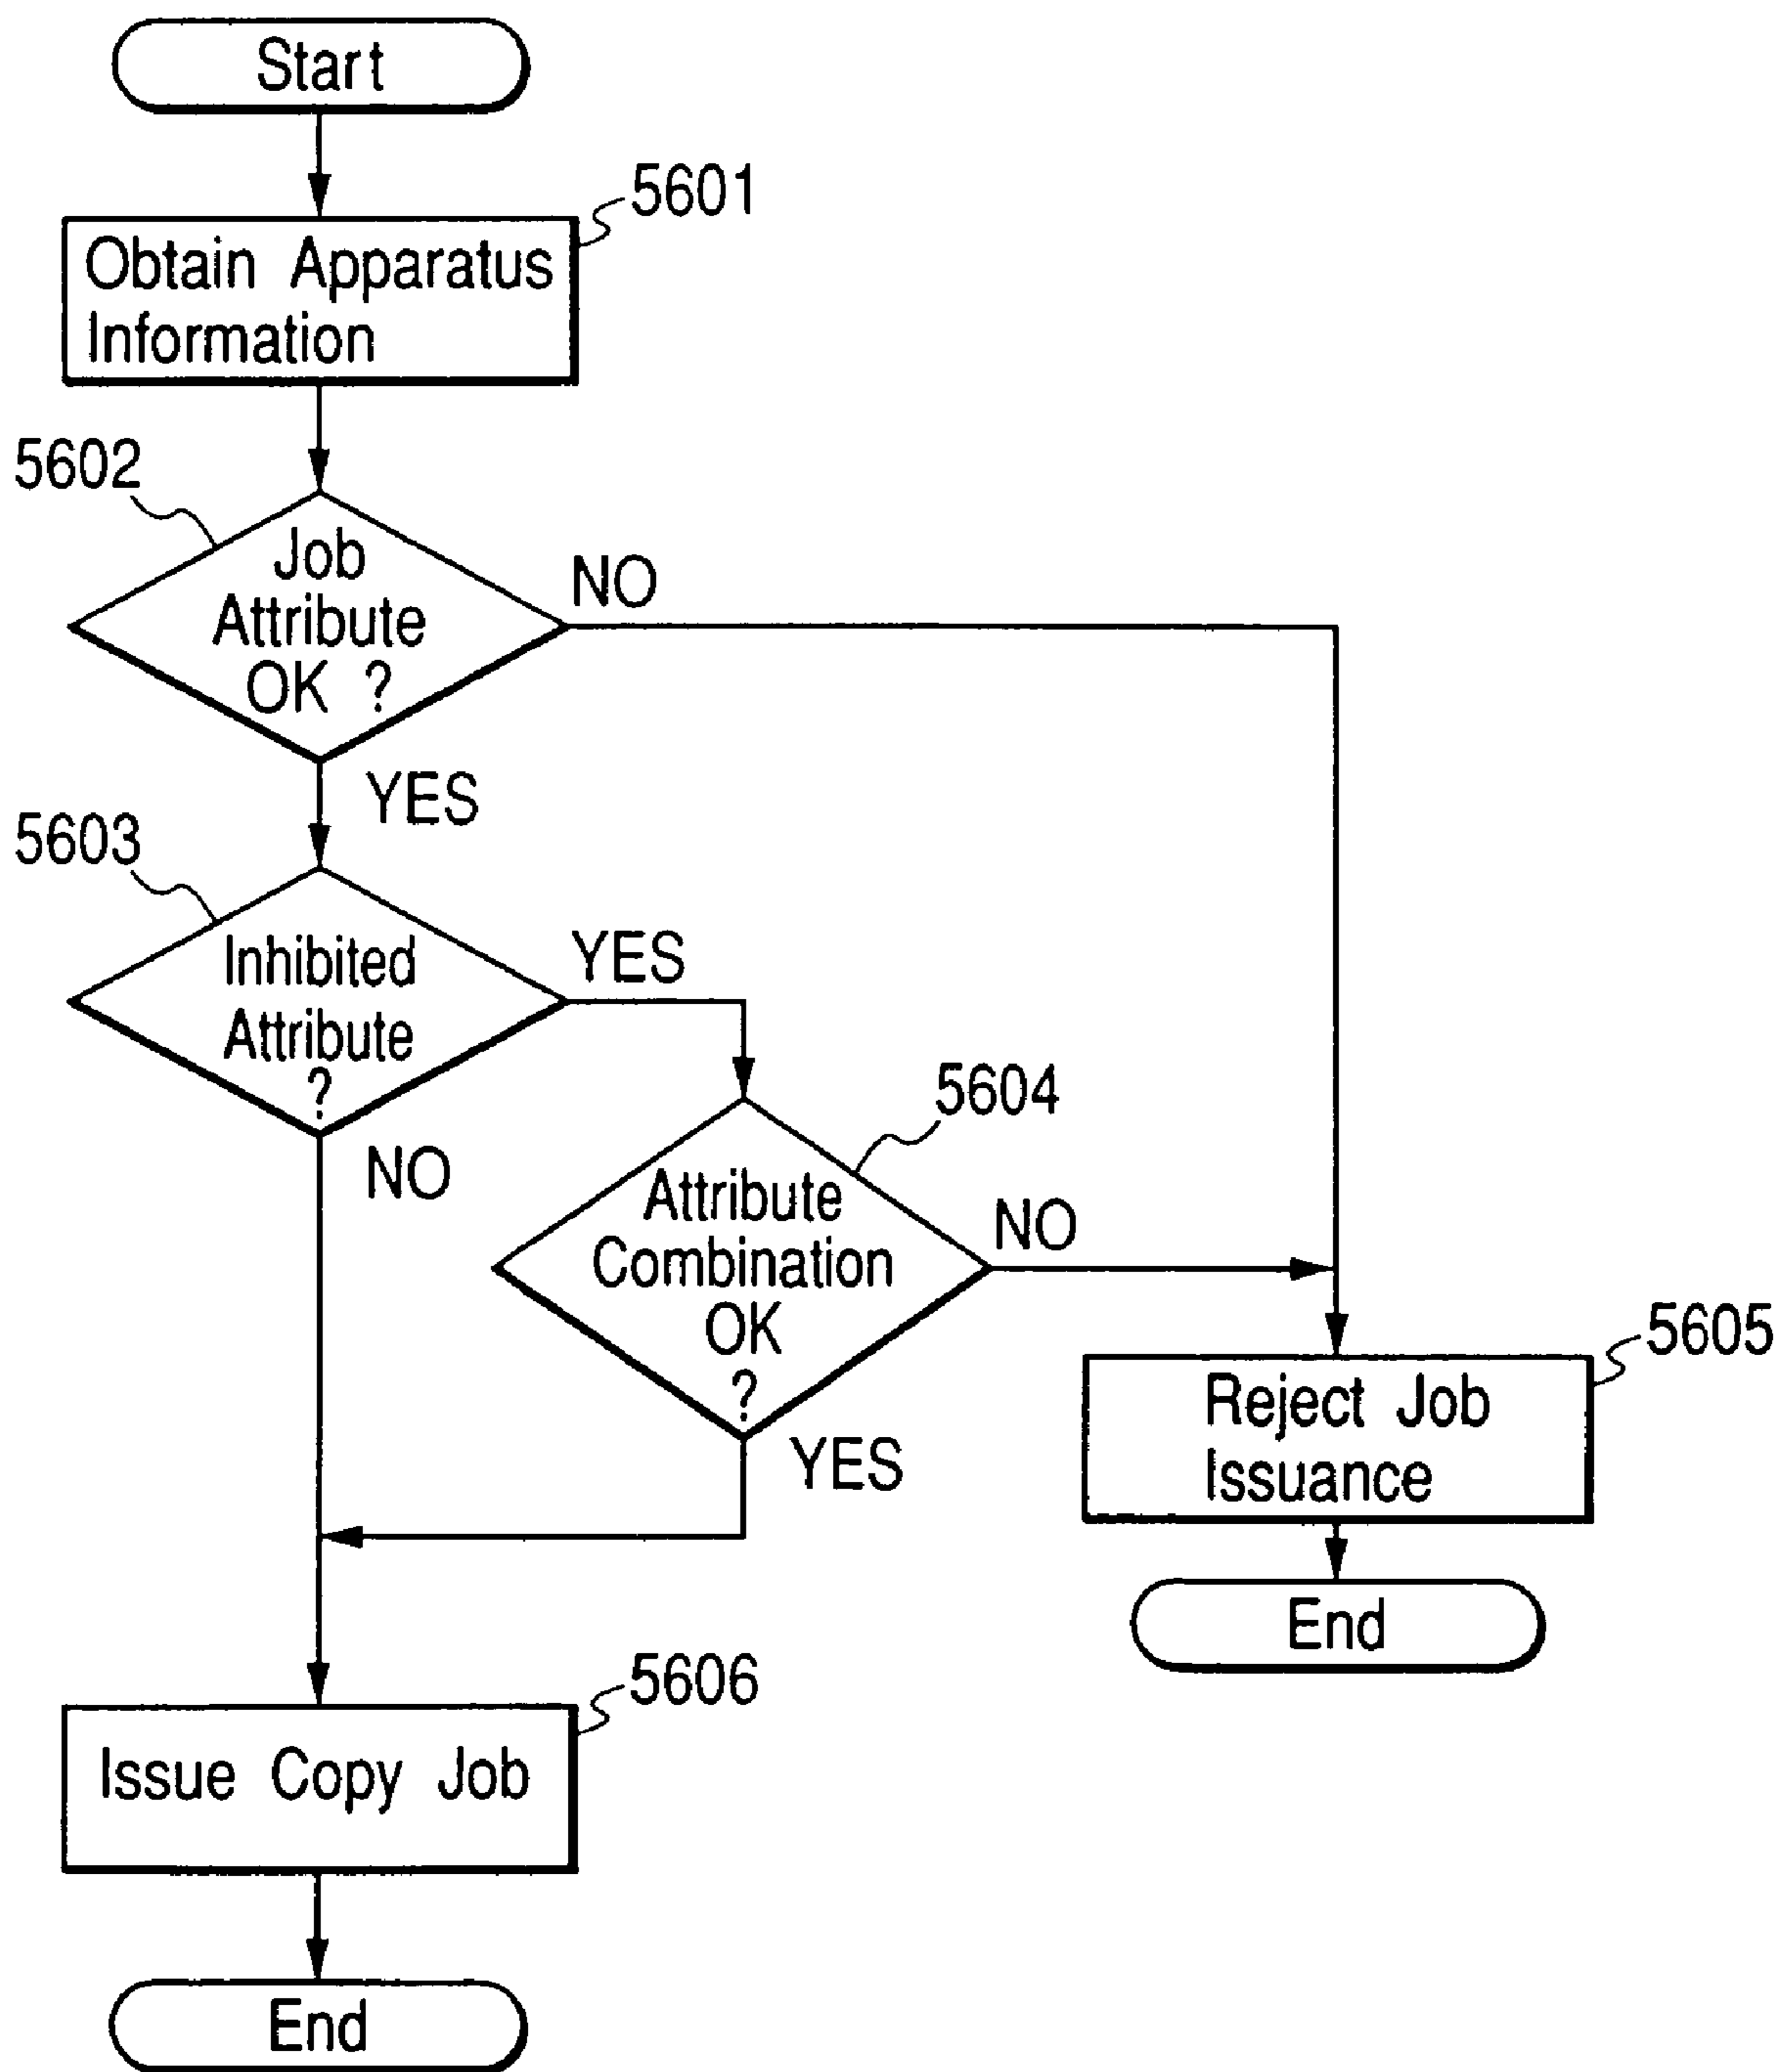 Start
5601
Obtain Apparatus
Information
5602
Job
Attribute
OK ?
NO
YES
5603
Inhibited
Attribute
?
YES
NO
5604
Attribute
Combination
OK
?
NO
YES
5605
Reject Job
Issuance
End
5606
Issue Copy Job
End